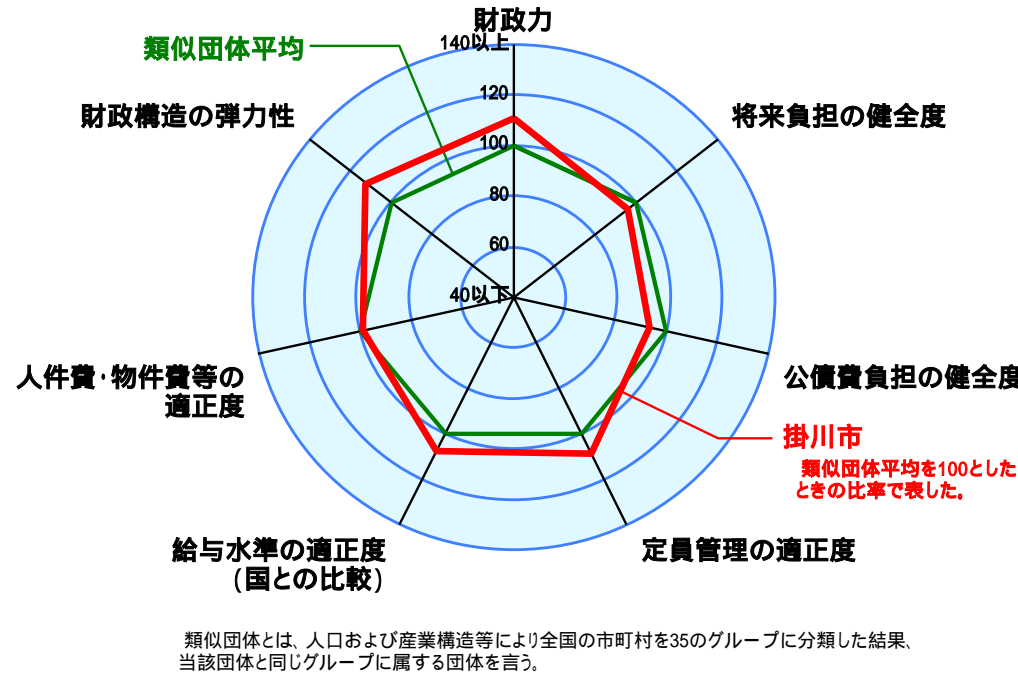 財政力
140以上
類似団体平均
120
財政構造の弾力性
将来負担の健全度
100
80
60
40以下
人件費・物件費等の
適正度
公債費負担の健全度
掛川市
類似団体平均を100とした
ときの比率で表した。
給与水準の適正度
(国との比較)
定員管理の適正度
類似団体とは、人口および産業構造等により全国の市町村を35のグループに分類した結果、
当該団体と同じグループに属する団体を言う。